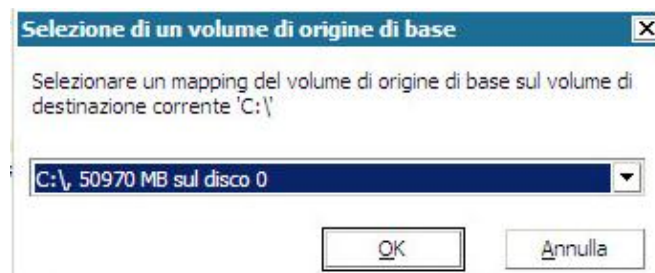 Selezione di un volume di origine di base
Selezionare un mapping del volume di origine di base sul volume di
destinazione corrente 'C:\'
C:\, 50970 MB sul disco 0
OK
Annulla